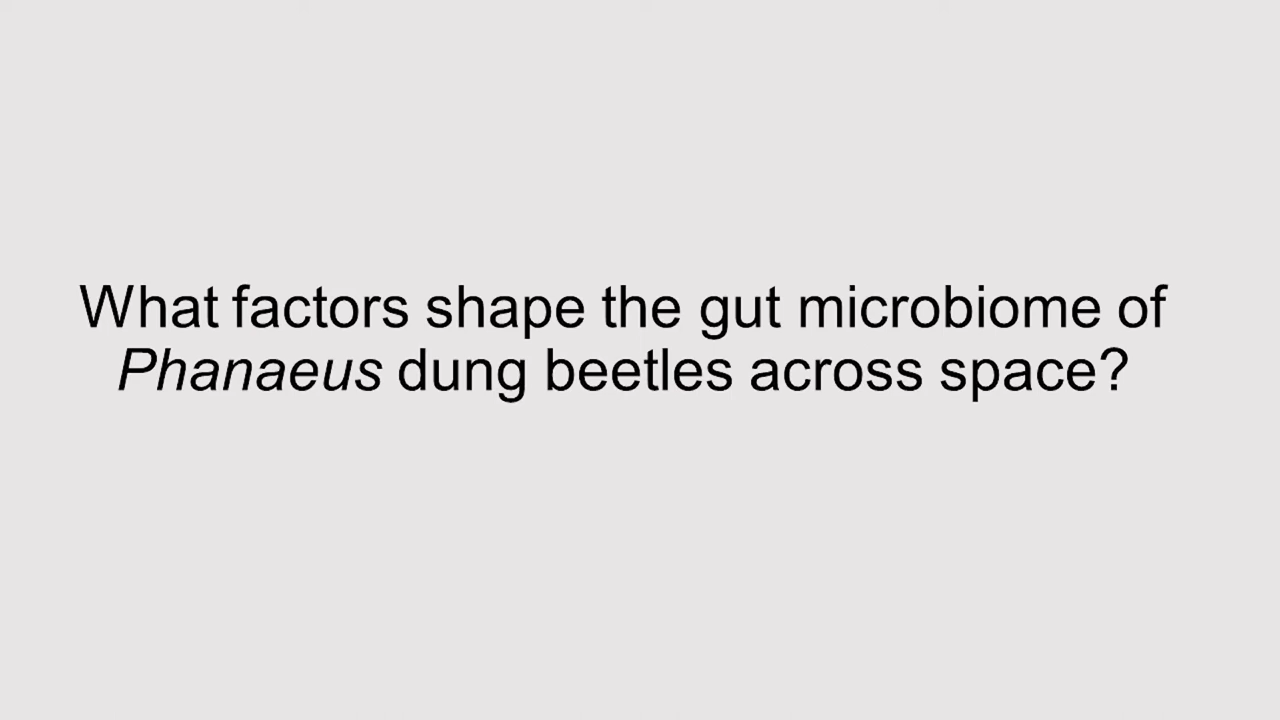 What factors shape the gut microbiome of
Phanaeus dung beetles across space?